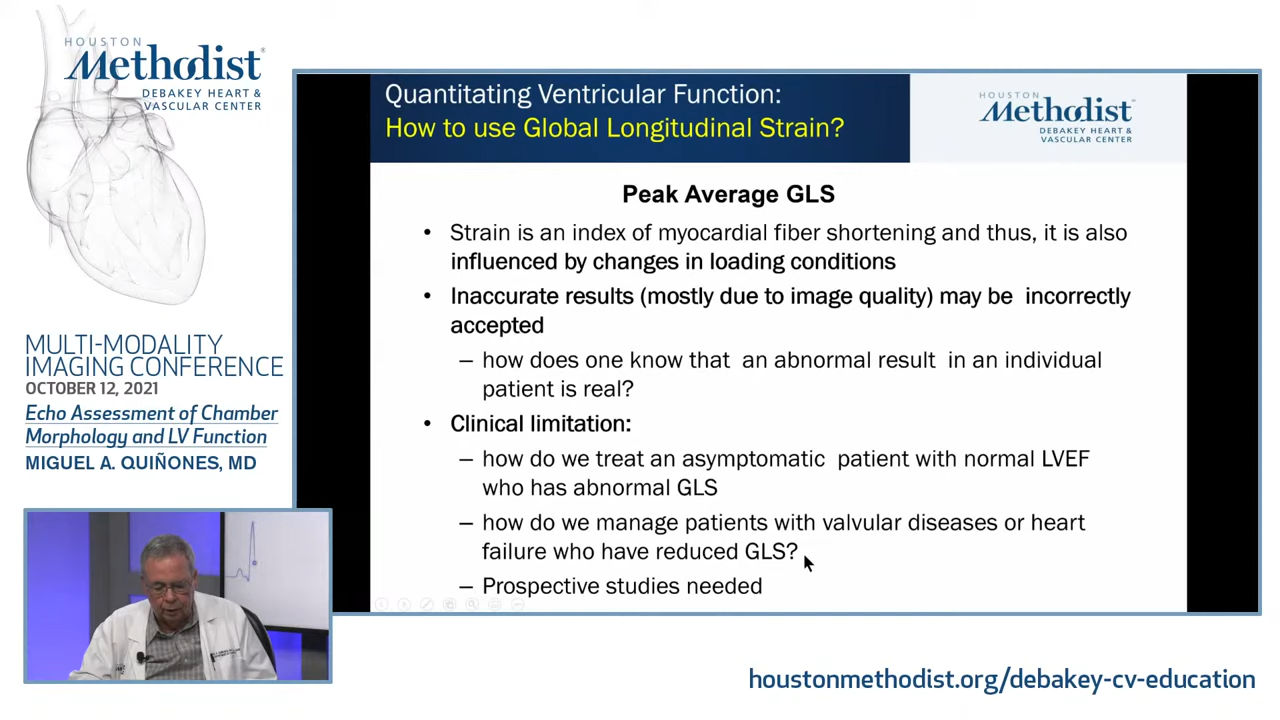 HOUSTON
Methodist®
DEBAKEY HEART &
VASCULAR CENTER
MULTI-MODALITY
IMAGING CONFERENCE
OCTOBER 12, 2021
Echo Assessment of Chamber
Morphology and LV Function
MIGUEL A. QUIÑONES, MD
Quantitating Ventricular Function:
How to use Global Longitudinal Strain?
HOUSTON
Methodist
DEBAKEY HEART &
VASCULAR CENTER
Peak Average GLS
• Strain is an index of myocardial fiber shortening and thus, it is also
influenced by changes in loading conditions
• Inaccurate results (mostly due to image quality) may be incorrectly
accepted
– how does one know that an abnormal result in an individual
patient is real?
• Clinical limitation:
– how do we treat an asymptomatic patient with normal LVEF
who has abnormal GLS
– how do we manage patients with valvular diseases or heart
failure who have reduced GLS?
– Prospective studies needed
houstonmethodist.org/debakey-cv-education